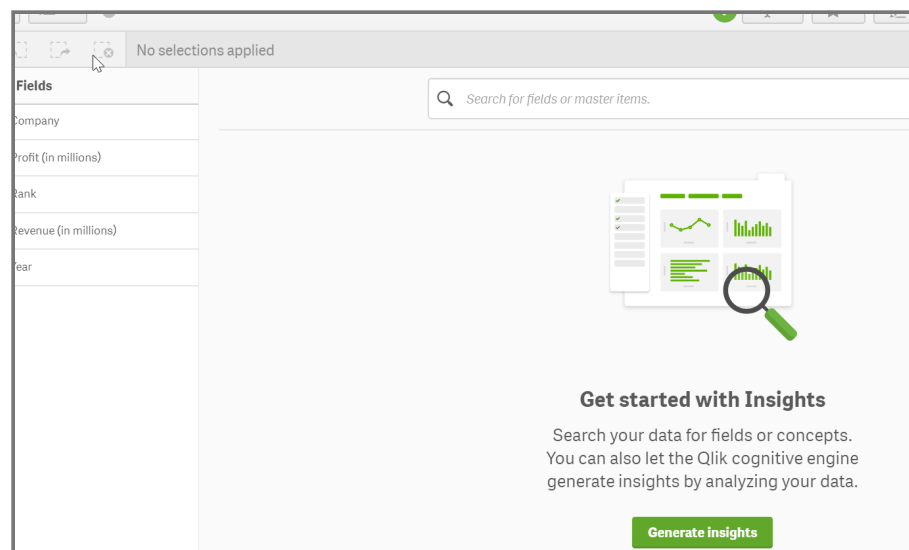 No selections applied
Fields
Search for fields or master items.
Company
Profit (in millions)
Rank
Revenue (in millions)
Year
Get started with Insights
Search your data for fields or concepts.
You can also let the Qlik cognitive engine
generate insights by analyzing your data.
Generate insights